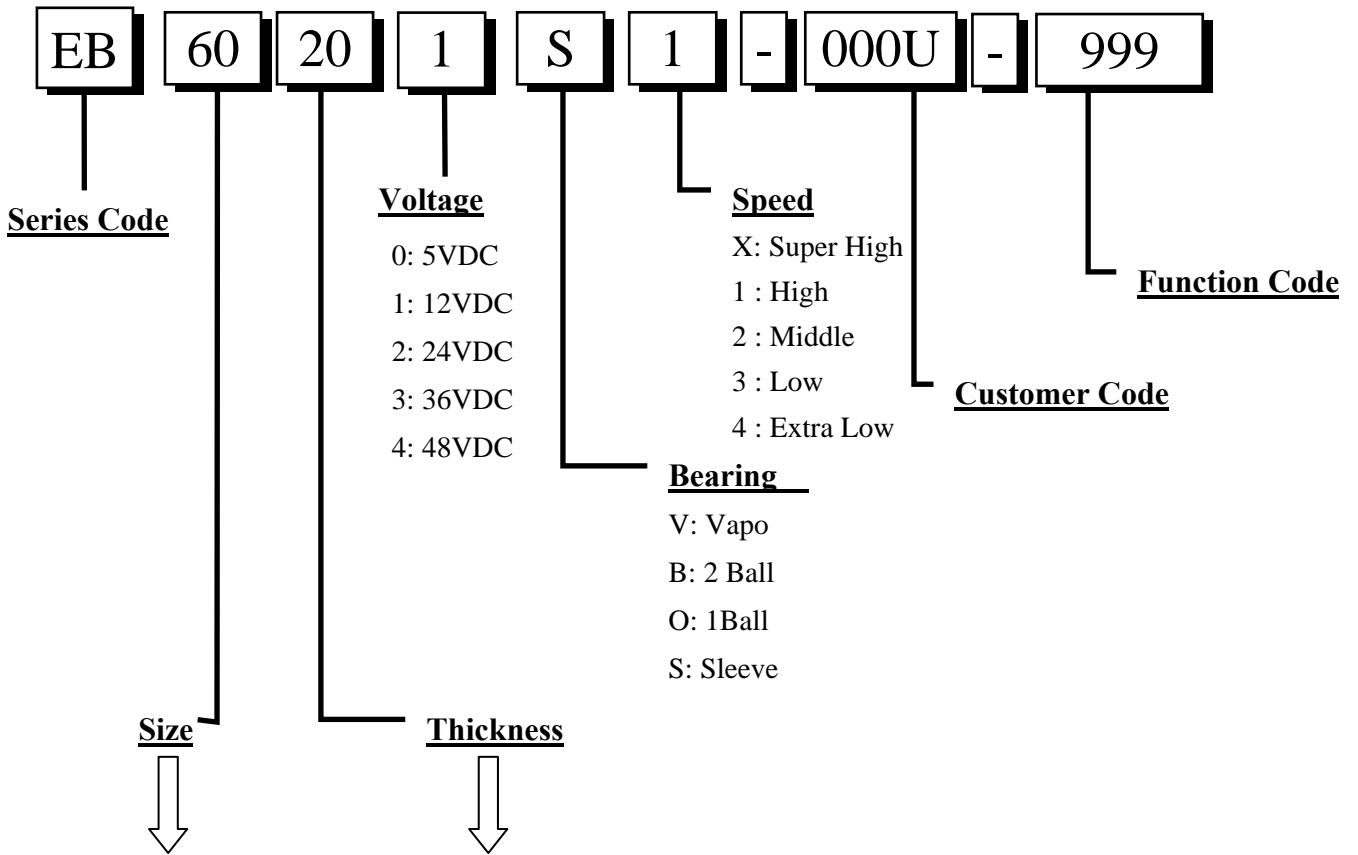 EB 60 20 1 S 1 - 000U - 999
Series Code
Voltage
0: 5VDC
1: 12VDC
2: 24VDC
3: 36VDC
4: 48VDC
Speed
X: Super High
1 : High
2 : Middle
3 : Low
4 : Extra Low
Function Code
Customer Code
Bearing
V: Vapo
B: 2 Ball
O: 1Ball
S: Sleeve
Size
Thickness